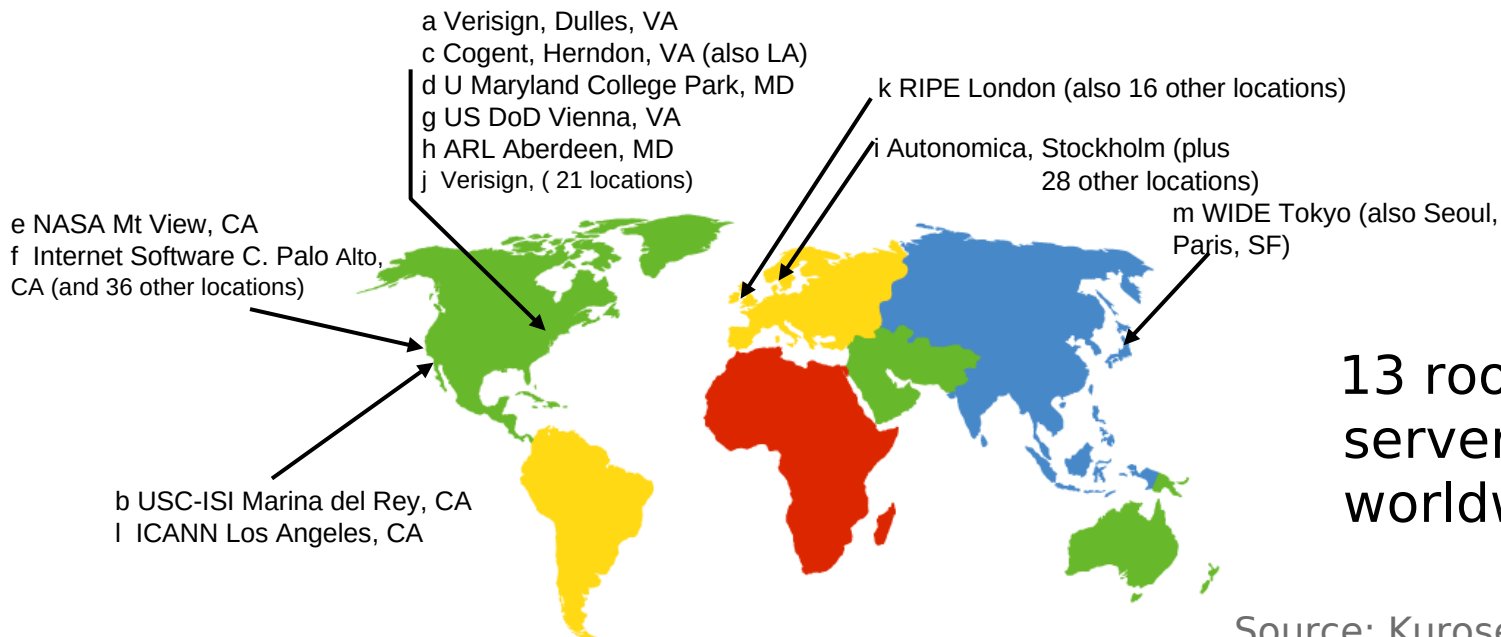 a Verisign, Dulles, VA
c Cogent, Herndon, VA (also LA)
d U Maryland College Park, MD
g US DoD Vienna, VA
h ARL Aberdeen, MD
j Verisign, ( 21 locations)
k RIPE London (also 16 other locations)
i Autonomica, Stockholm (plus
28 other locations)
m WIDE Tokyo (also Seoul,
Paris, SF)
e NASA Mt View, CA
f Internet Software C. Palo Alto,
CA (and 36 other locations)
b USC-ISI Marina del Rey, CA
l ICANN Los Angeles, CA
13
Source: Kurose